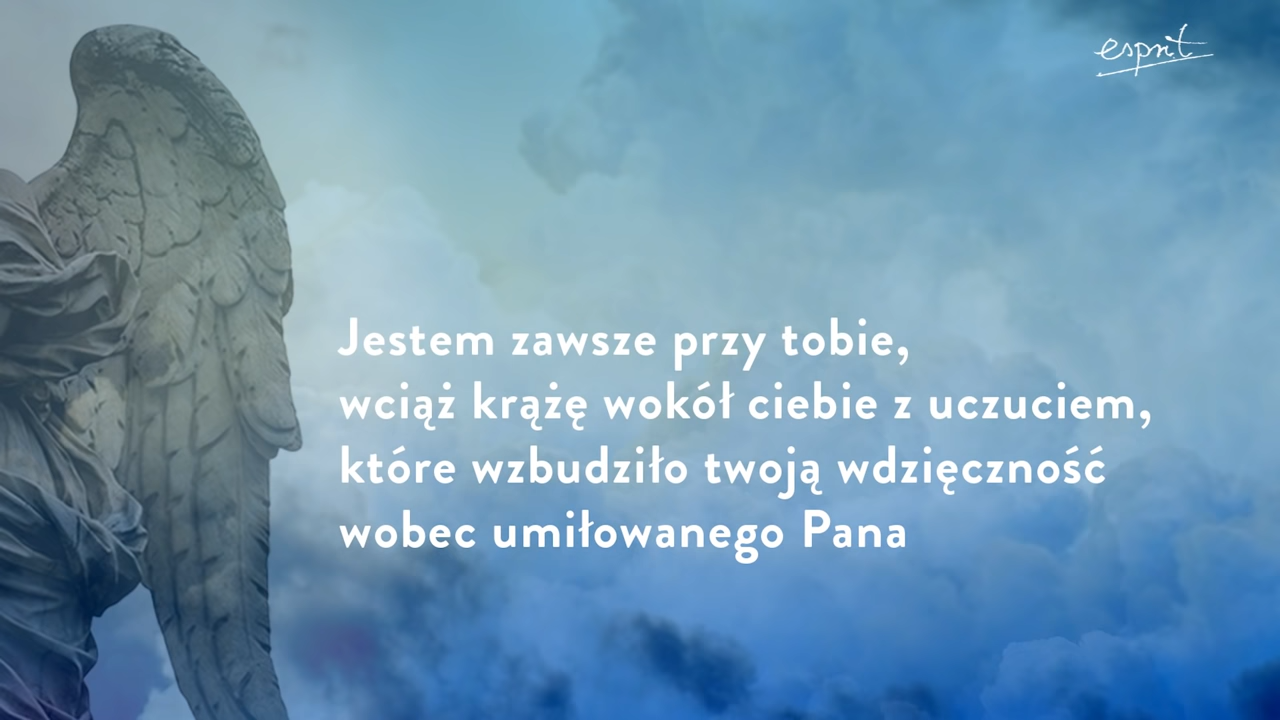 esprit
Jestem zawsze przy tobie,
wciąż krążę wokół ciebie z uczuciem,
które wzbudziło twoją wdzięczność
wobec umiłowanego Pana